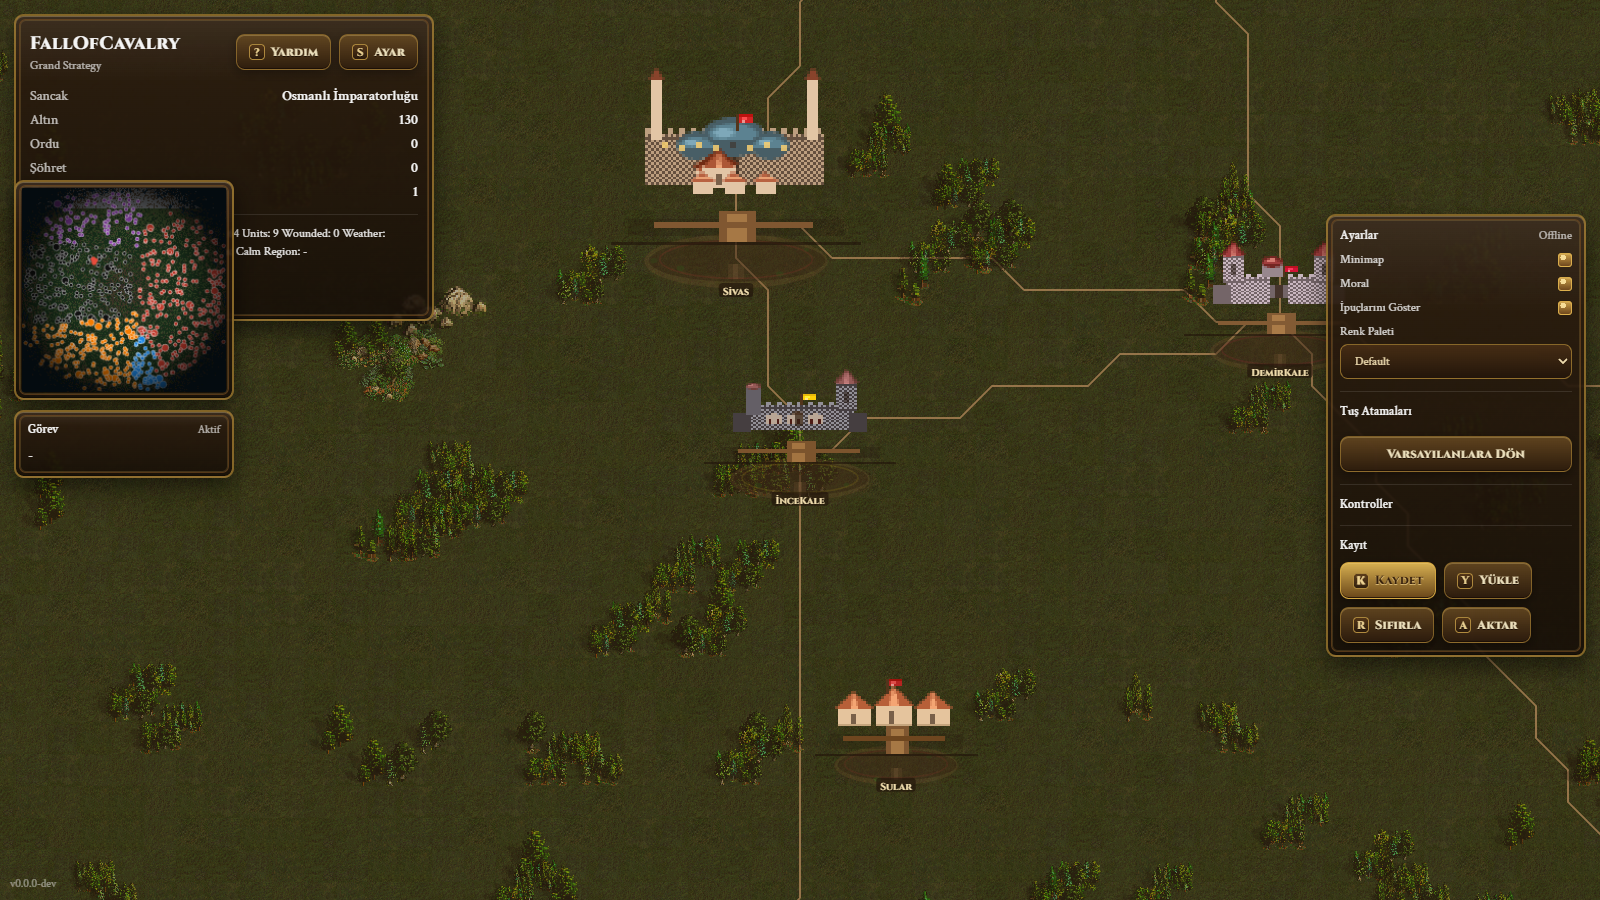 FallOfCavalry
Grand Strategy
? Yardım
S Ayar
Sancak Osmanlı İmparatorluğu
Altın 130
Ordu 0
Şöhret 0
1
4 Units: 9 Wounded: 0 Weather:
Calm Region: -
Görev Aktif
-
Sivas
İncekale
Demirkale
Sular
Ayarlar Offline
Minimap
Moral
İpuçlarını Göster
Renk Paleti
Default
Tuş Atamaları
Varsayılanlara Dön
Kontroller
Kayıt
K Kaydet
Y Yükle
R Sıfırla
A Aktar
v0.0.0-dev